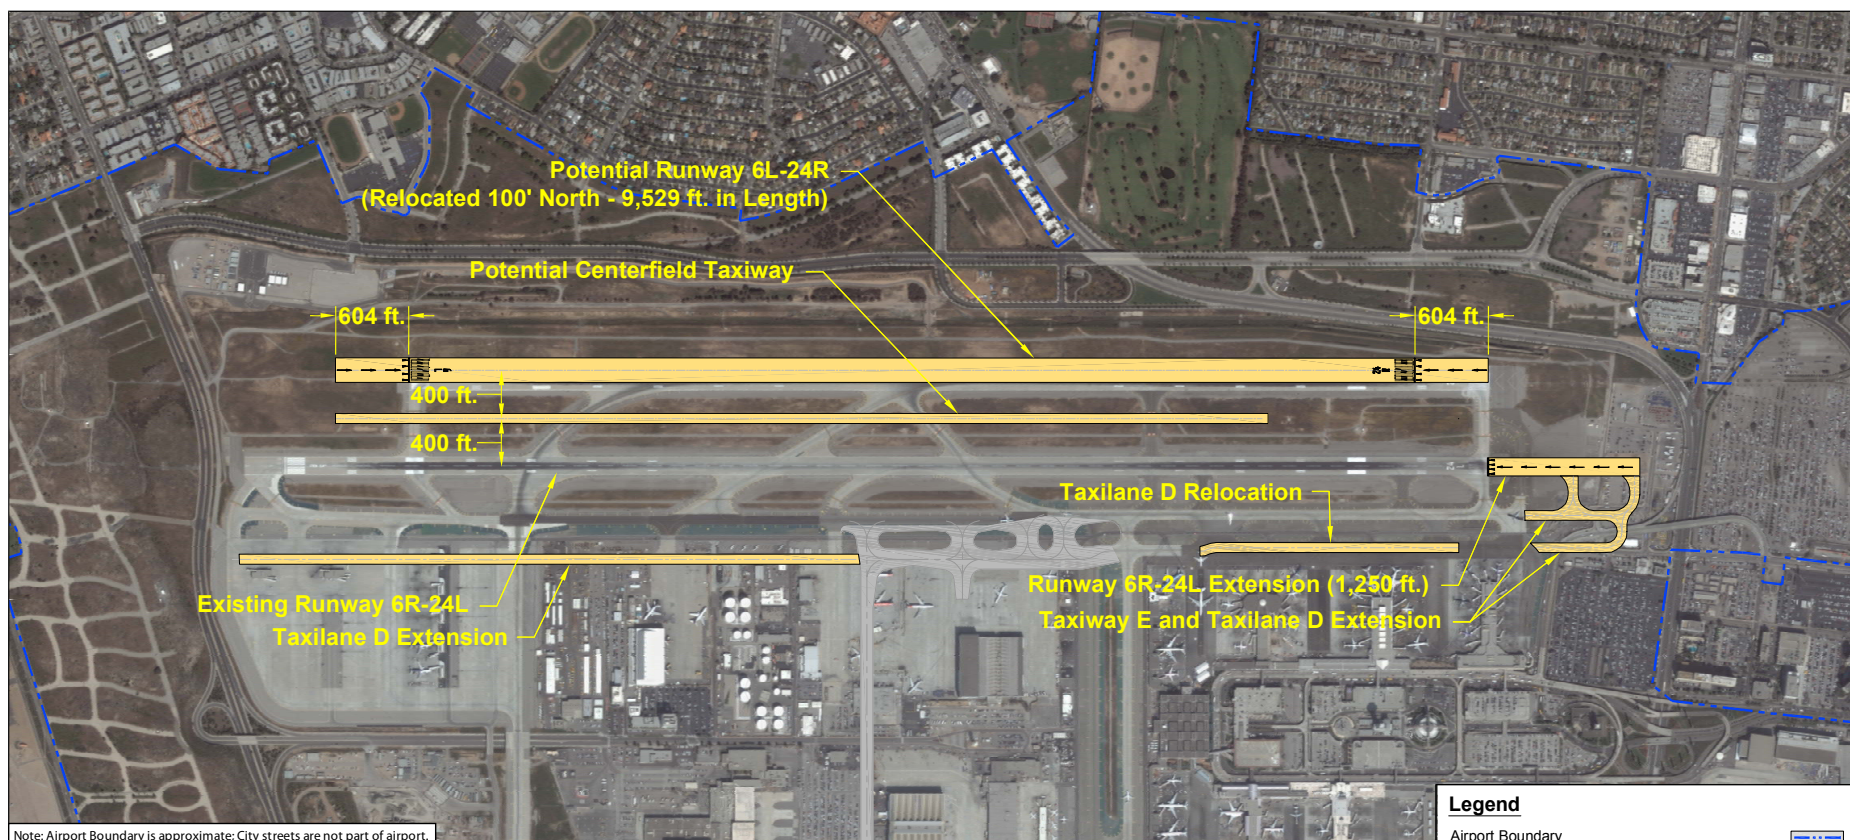 Potential Runway 6L-24R
(Relocated 100' North - 9,529 ft. in Length)
Potential Centerfield Taxiway
604 ft.
604 ft.
400 ft.
400 ft.
Taxilane D Relocation
Runway 6R-24L Extension (1,250 ft.)
Existing Runway 6R-24L
Taxiway E and Taxilane D Extension
Taxilane D Extension
Legend
Airport Boundary
Note: Airport Boundary is approximate; City streets are not part of airport.